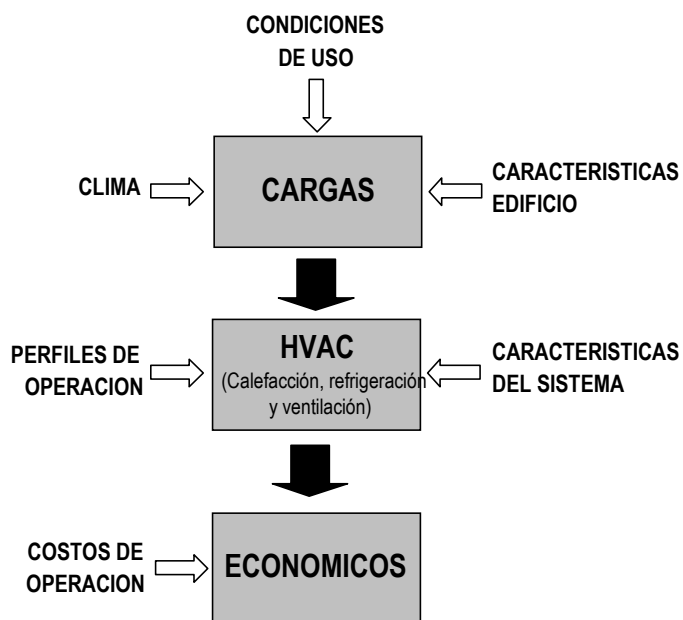 CONDICIONES
DE USO
CLIMA
CARGAS
CARACTERISTICAS
EDIFICIO
PERFILES DE
OPERACION
HVAC
(Calefacción, refrigeración
y ventilación)
CARACTERISTICAS
DEL SISTEMA
COSTOS DE
OPERACION
ECONOMICOS